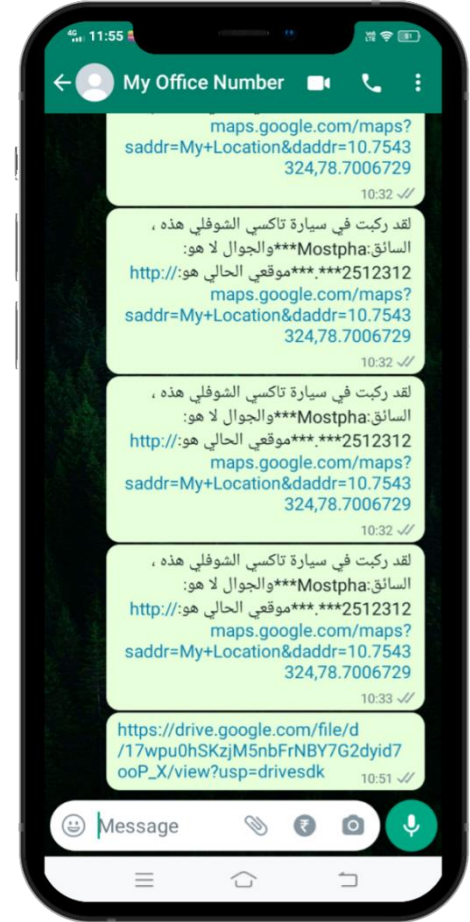 4G 11:55
Vo) LTE 51
My Office Number
maps.google.com/maps?
saddr=My+Location&daddr=10.7543
324,78.7006729
10:32
لقد ركبت في سيارة تاكسي الشوفلي هذه ،
السائق:Mostpha***والجوال لا هو:
2512312***.***موقعي الحالي هو:http://
maps.google.com/maps?
saddr=My+Location&daddr=10.7543
324,78.7006729
10:32
لقد ركبت في سيارة تاكسي الشوفلي هذه ،
السائق:Mostpha***والجوال لا هو:
2512312***.***موقعي الحالي هو:http://
maps.google.com/maps?
saddr=My+Location&daddr=10.7543
324,78.7006729
10:32
لقد ركبت في سيارة تاكسي الشوفلي هذه ،
السائق:Mostpha***والجوال لا هو:
2512312***.***موقعي الحالي هو:http://
maps.google.com/maps?
saddr=My+Location&daddr=10.7543
324,78.7006729
10:33
https://drive.google.com/file/d
/17wpu0hSKzjM5nbFrNBY7G2dyid7
ooP_X/view?usp=drivesdk
10:51
Message